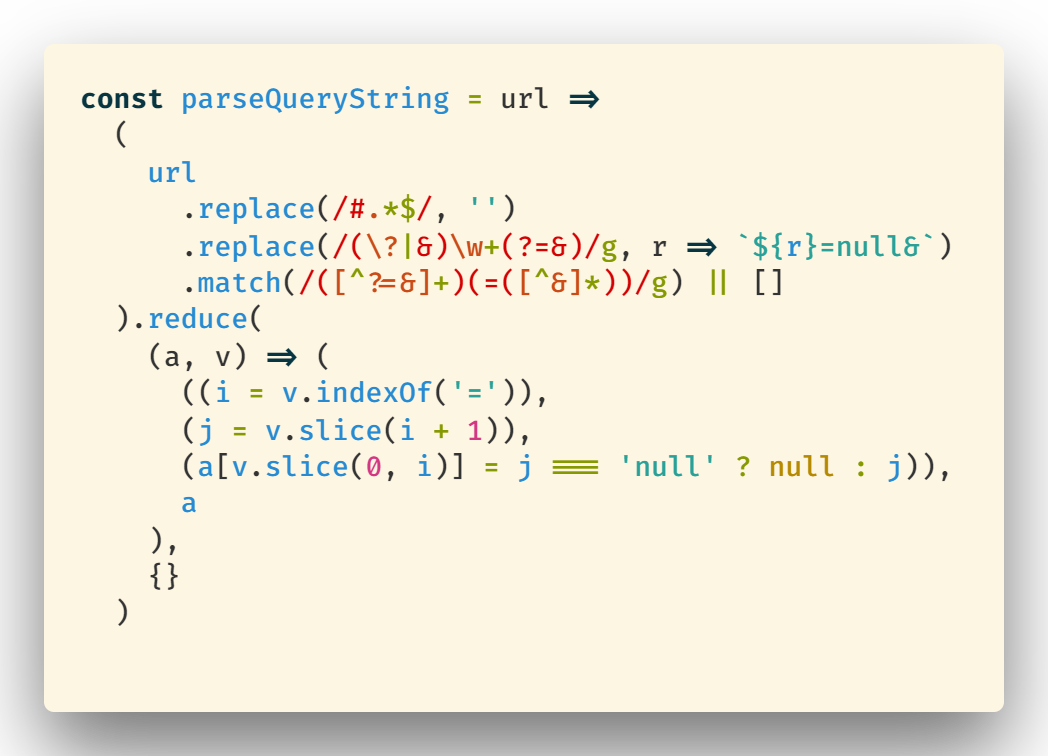 const parseQueryString = url =>
  (
    url
      .replace(/#.*$/, '')
      .replace(/(\?|&)\w+(?=&)/g, r => `${r}=null&`)
      .match(/([^?=&]+)(=([^&]*))/g) || []
  ).reduce(
    (a, v) => (
      ((i = v.indexOf('=')),
      (j = v.slice(i + 1)),
      (a[v.slice(0, i)] = j === 'null' ? null : j)),
      a
    ),
    {}
  )